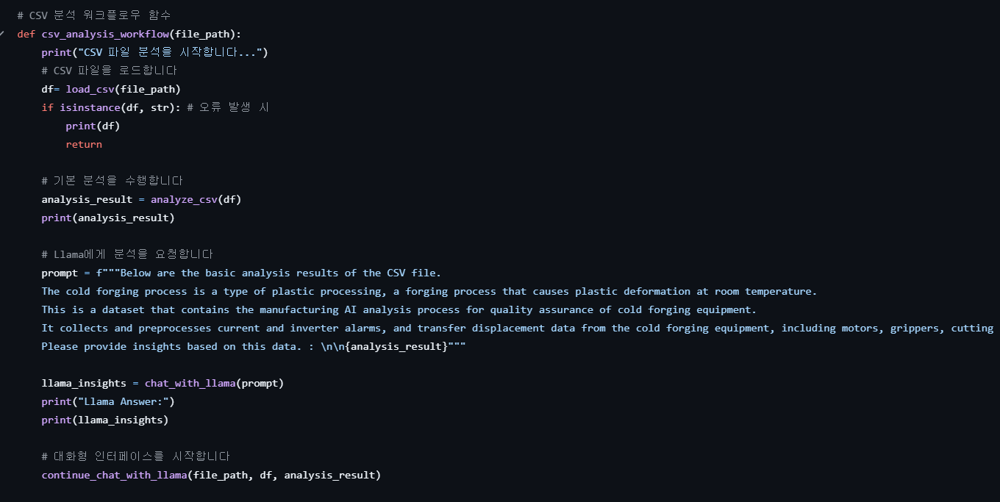 # CSV 분석 워크플로우 함수
def csv_analysis_workflow(file_path):
    print("CSV 파일 분석을 시작합니다...")
    # CSV 파일을 로드합니다
    df= load_csv(file_path)
    if isinstance(df, str): # 오류 발생 시
        print(df)
        return

    # 기본 분석을 수행합니다
    analysis_result = analyze_csv(df)
    print(analysis_result)

    # Llama에게 분석을 요청합니다
    prompt = f"""Below are the basic analysis results of the CSV file.
    The cold forging process is a type of plastic processing, a forging process that causes plastic deformation at room temperature.
    This is a dataset that contains the manufacturing AI analysis process for quality assurance of cold forging equipment.
    It collects and preprocesses current and inverter alarms, and transfer displacement data from the cold forging equipment, including motors, grippers, cutting
    Please provide insights based on this data. : \n\n{analysis_result}"""

    llama_insights = chat_with_llama(prompt)
    print("Llama Answer:")
    print(llama_insights)

    # 대화형 인터페이스를 시작합니다
    continue_chat_with_llama(file_path, df, analysis_result)